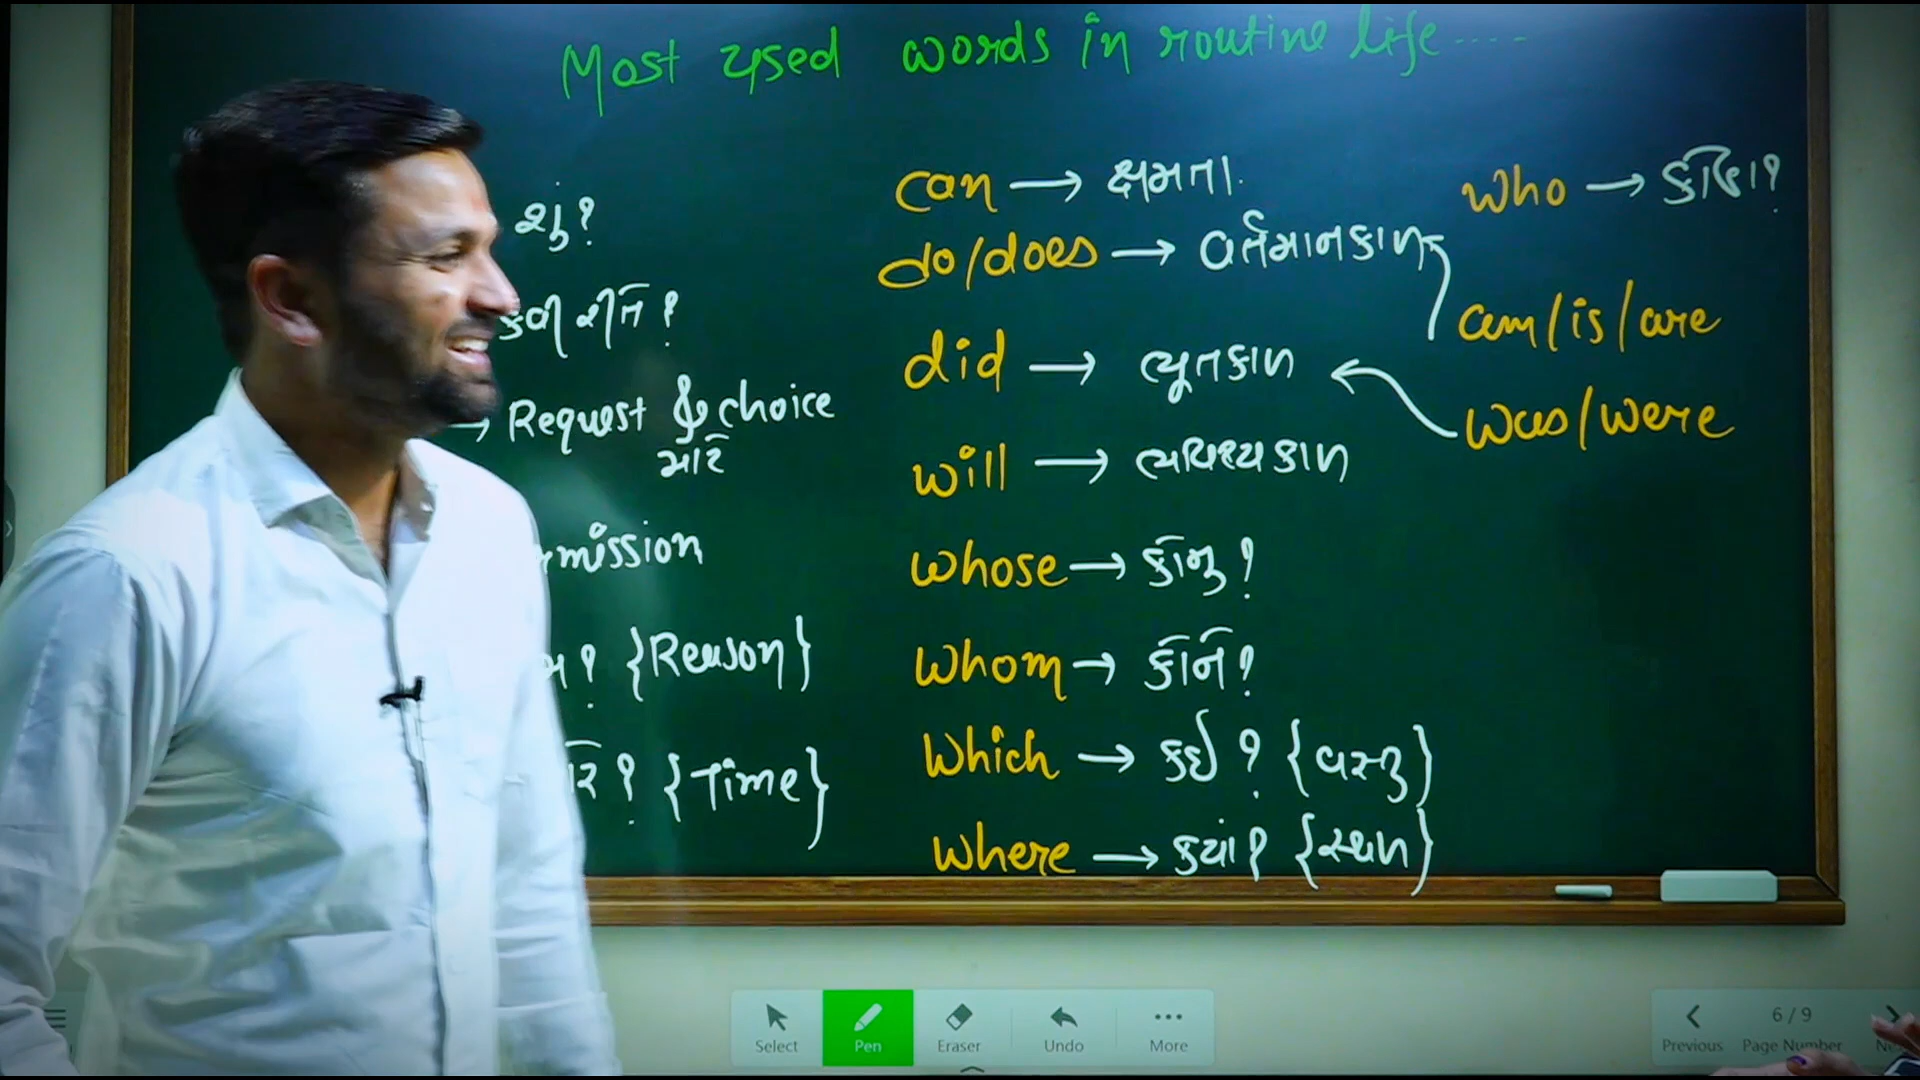 Most used words in routine life.....
શું?
કઈ રીતે?
→ Request & choice
માટે
mission
? {Reason}
રે? {Time}
can → ક્ષમતા.
do/does → વર્તમાનકાળ
did → ભૂતકાળ
will → ભવિષ્યકાળ
whose → કોનું?
whom → કોને?
Which → કઈ? {વસ્તુ}
Where → ક્યાં? {સ્થળ}
who →
am/is/are
was/were
Select
Pen
Eraser
Undo
More
6 / 9
Previous
Page Number